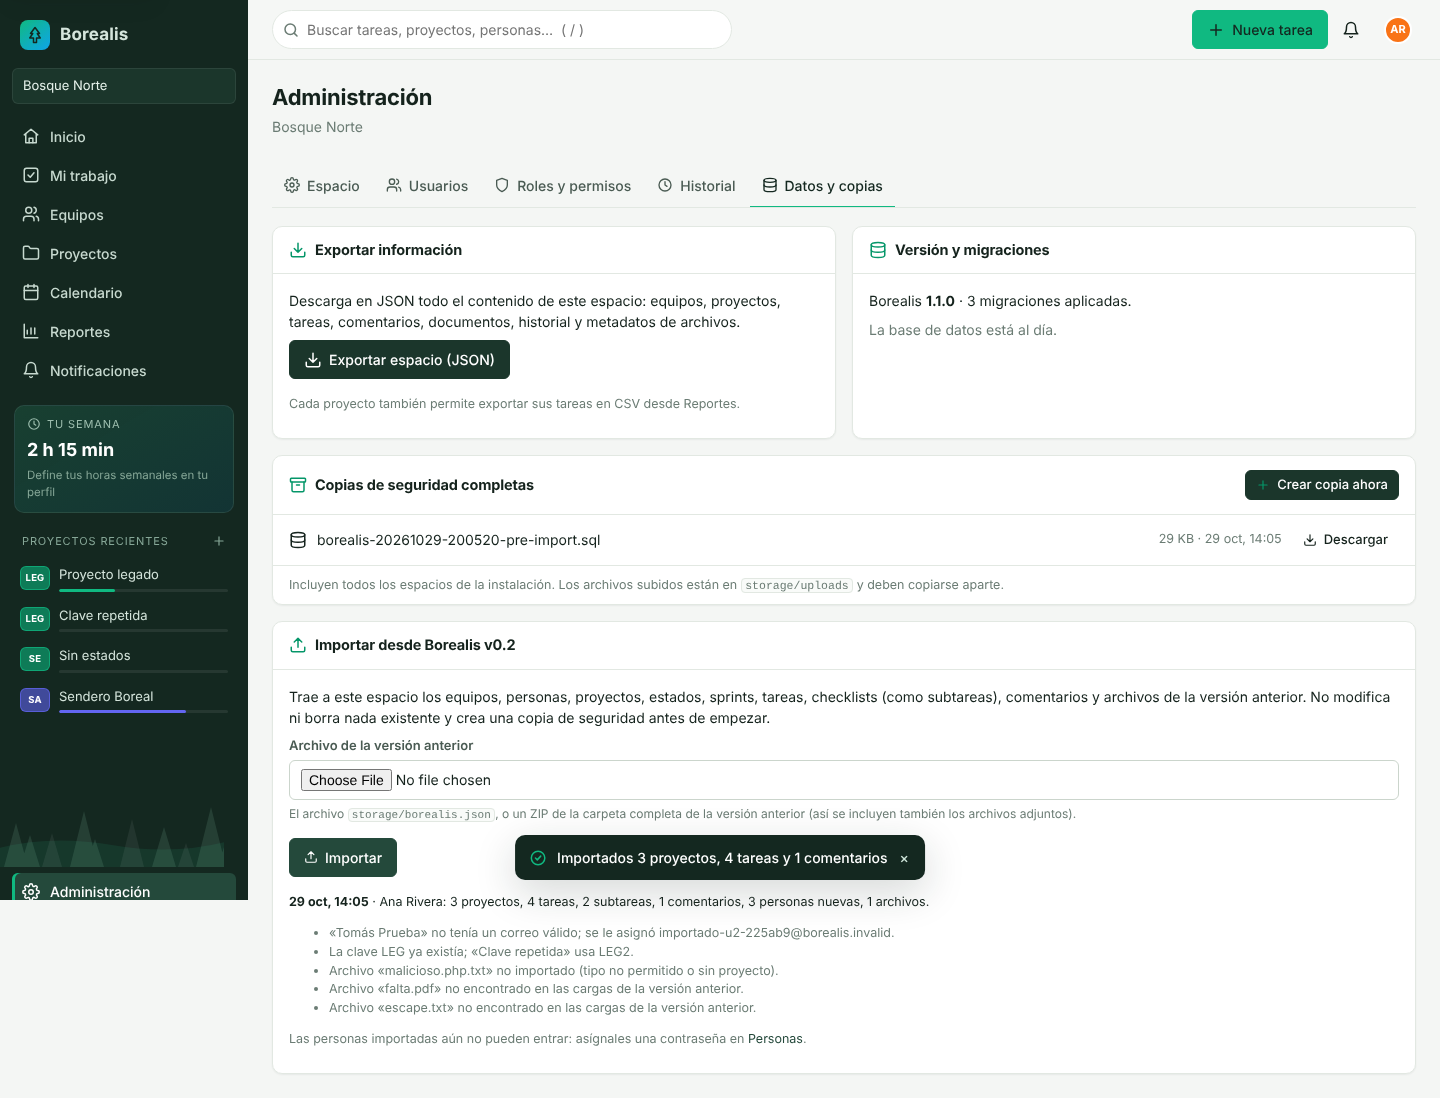 Borealis
Bosque Norte
Inicio
Mi trabajo
Equipos
Proyectos
Calendario
Reportes
Notificaciones
TU SEMANA
2 h 15 min
Define tus horas semanales en tu
perfil
PROYECTOS RECIENTES
LEG Proyecto legado
LEG Clave repetida
SE Sin estados
SA Sendero Boreal
Administración
Buscar tareas, proyectos, personas... ( / )
Nueva tarea
AR
Administración
Bosque Norte
Espacio
Usuarios
Roles y permisos
Historial
Datos y copias
Exportar información
Descarga en JSON todo el contenido de este espacio: equipos, proyectos,
tareas, comentarios, documentos, historial y metadatos de archivos.
Exportar espacio (JSON)
Cada proyecto también permite exportar sus tareas en CSV desde Reportes.
Versión y migraciones
Borealis 1.1.0 · 3 migraciones aplicadas.
La base de datos está al día.
Copias de seguridad completas
Crear copia ahora
borealis-20261029-200520-pre-import.sql
29 KB · 29 oct, 14:05
Descargar
Incluyen todos los espacios de la instalación. Los archivos subidos están en storage/uploads y deben copiarse aparte.
Importar desde Borealis v0.2
Trae a este espacio los equipos, personas, proyectos, estados, sprints, tareas, checklists (como subtareas), comentarios y archivos de la versión anterior. No modifica
ni borra nada existente y crea una copia de seguridad antes de empezar.
Archivo de la versión anterior
Choose File No file chosen
El archivo storage/borealis.json, o un ZIP de la carpeta completa de la versión anterior (así se incluyen también los archivos adjuntos).
Importar
Importados 3 proyectos, 4 tareas y 1 comentarios ×
29 oct, 14:05 · Ana Rivera: 3 proyectos, 4 tareas, 2 subtareas, 1 comentarios, 3 personas nuevas, 1 archivos.
• «Tomás Prueba» no tenía un correo válido; se le asignó importado-u2-225ab9@borealis.invalid.
• La clave LEG ya existía; «Clave repetida» usa LEG2.
• Archivo «malicioso.php.txt» no importado (tipo no permitido o sin proyecto).
• Archivo «falta.pdf» no encontrado en las cargas de la versión anterior.
• Archivo «escape.txt» no encontrado en las cargas de la versión anterior.
Las personas importadas aún no pueden entrar: asígnales una contraseña en Personas.